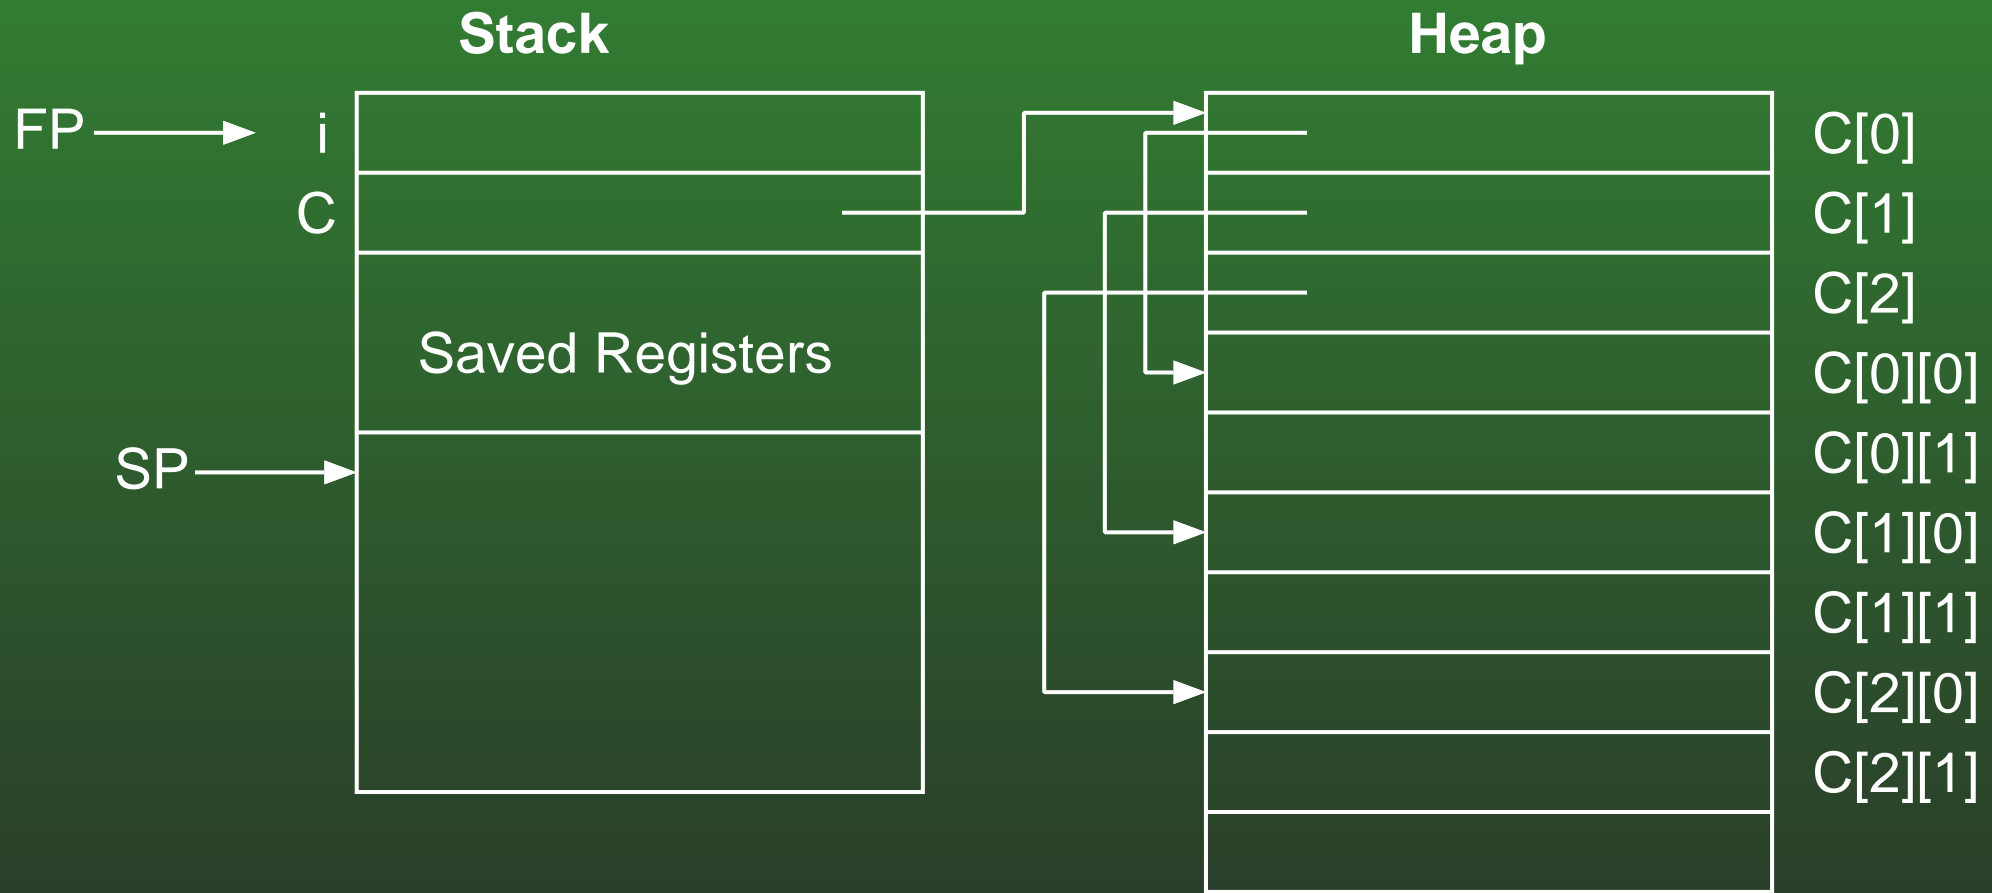 Stack
Heap
FP
i
C[0]
C
C[1]
C[2]
Saved Registers
C[0][0]
SP
C[0][1]
C[1][0]
C[1][1]
C[2][0]
C[2][1]